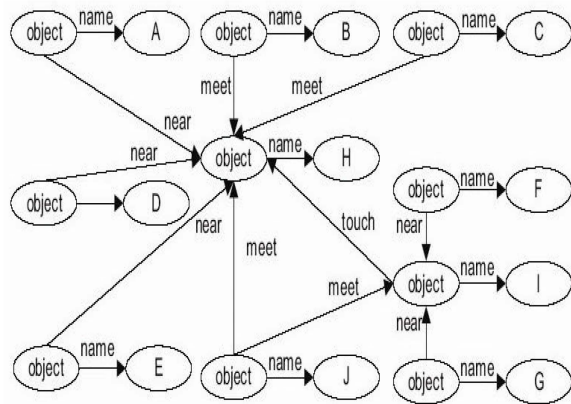 object name A object name B object name C
meet meet
near
near object name H
object D object name F
near touch near
meet meet object name I
near
object name E object name J object name G